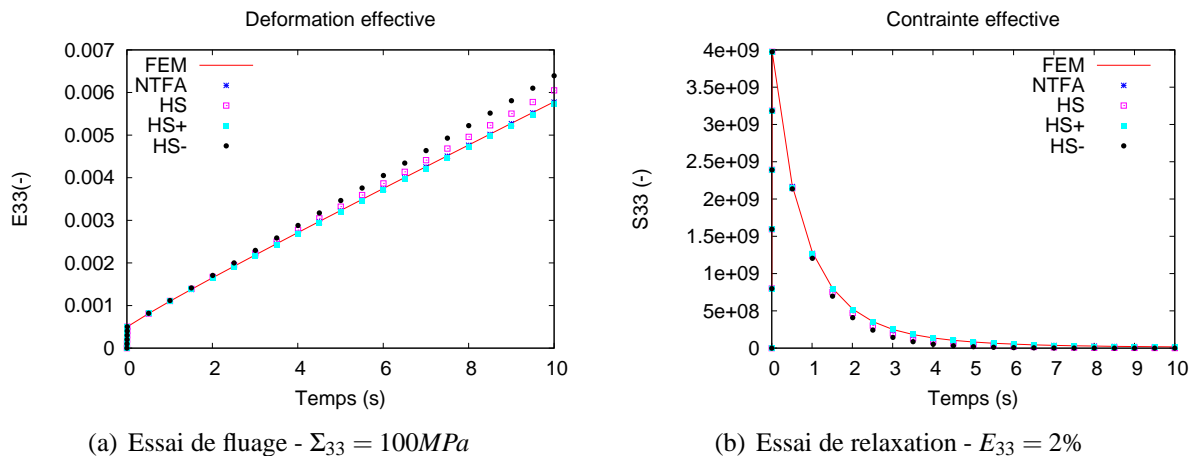 Deformation effective
0.007
0.006
0.005
0.004
0.003
0.002
0.001
0
E33(-)
FEM
NTFA
HS
HS+
HS-
0 2 4 6 8 10
Temps (s)
(a) Essai de fluage - Σ33 = 100MPa
Contrainte effective
4e+09
3.5e+09
3e+09
2.5e+09
2e+09
1.5e+09
1e+09
5e+08
0
S33 (-)
FEM
NTFA
HS
HS+
HS-
0 1 2 3 4 5 6 7 8 9 10
Temps (s)
(b) Essai de relaxation - E33 = 2%